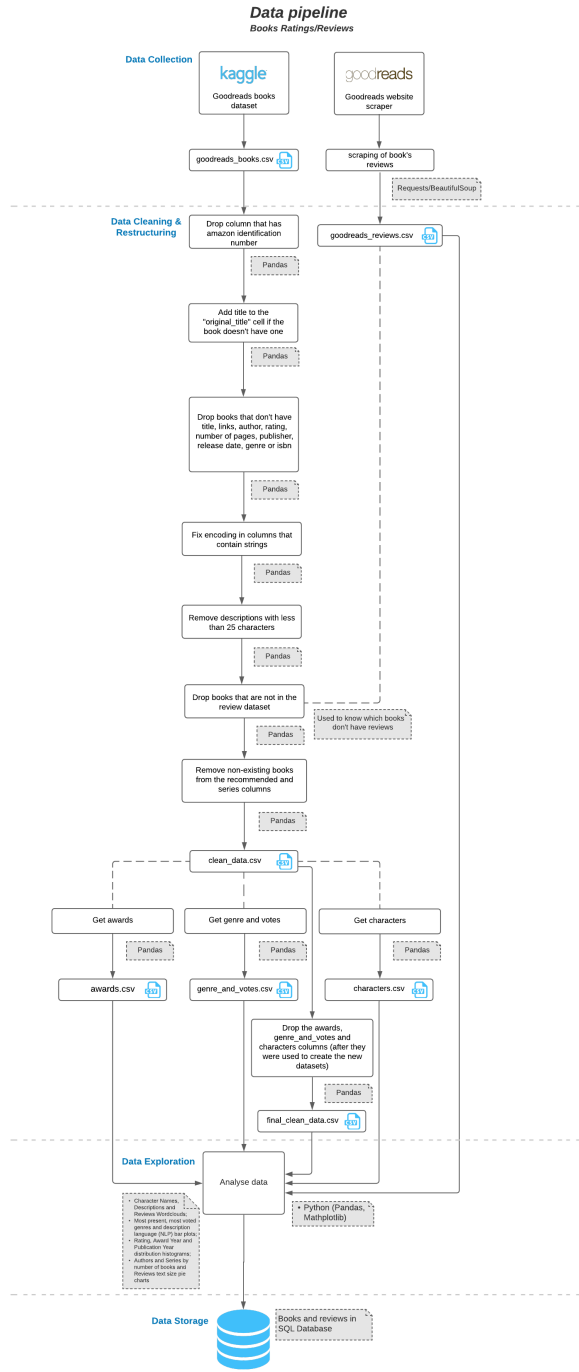 Data pipeline
Books Ratings/Reviews
Data Collection
kaggle
Goodreads books
dataset
goodreads
Goodreads website
scraper
goodreads_books.csv
CSV
scraping of book's
reviews
Requests/BeautifulSoup
Data Cleaning &
Restructuring
Drop column that has
amazon identification
number
goodreads_reviews.csv
CSV
Pandas
Add title to the
"original_title" cell if the
book doesn't have one
Pandas
Drop books that don't have
title, links, author, rating,
number of pages, publisher,
release date, genre or isbn
Pandas
Fix encoding in columns that
contain strings
Pandas
Remove descriptions with less
than 25 characters
Pandas
Drop books that are not in the
review dataset
Used to know which books
don't have reviews
Pandas
Remove non-existing books
from the recommended and
series columns
Pandas
clean_data.csv
CSV
Get awards
Get genre and votes
Get characters
Pandas
Pandas
Pandas
awards.csv
CSV
genre_and_votes.csv
CSV
characters.csv
CSV
Drop the awards,
genre_and_votes and
characters columns (after they
were used to create the new
datasets)
Pandas
final_clean_data.csv
CSV
Data Exploration
Analyse data
• Character Names,
Descriptions and
Reviews Wordclouds;
• Most present, most voted
genres and description
language (NLP) bar plots;
• Rating, Award Year and
Publication Year
distribution histograms;
• Authors and Series by
number of books and
Reviews text size pie
charts
• Python (Pandas,
Mathplotlib)
Data Storage
Books and reviews in
SQL Database